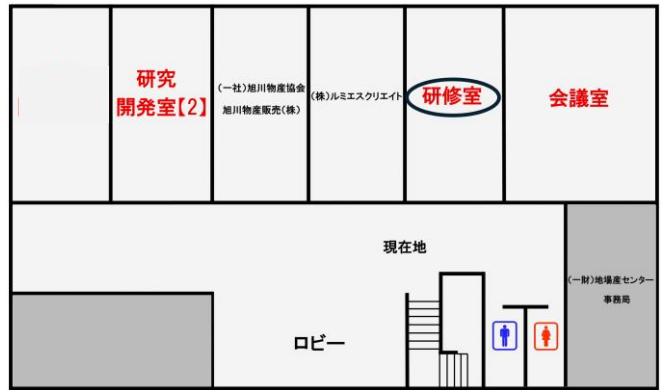 研究
開発室【2】
(一社)旭川物産協会
旭川物産販売(株)
(株)ルミエスクリエイト
研修室
会議室
現在地
(一財)地場産センター
事務局
ロビー